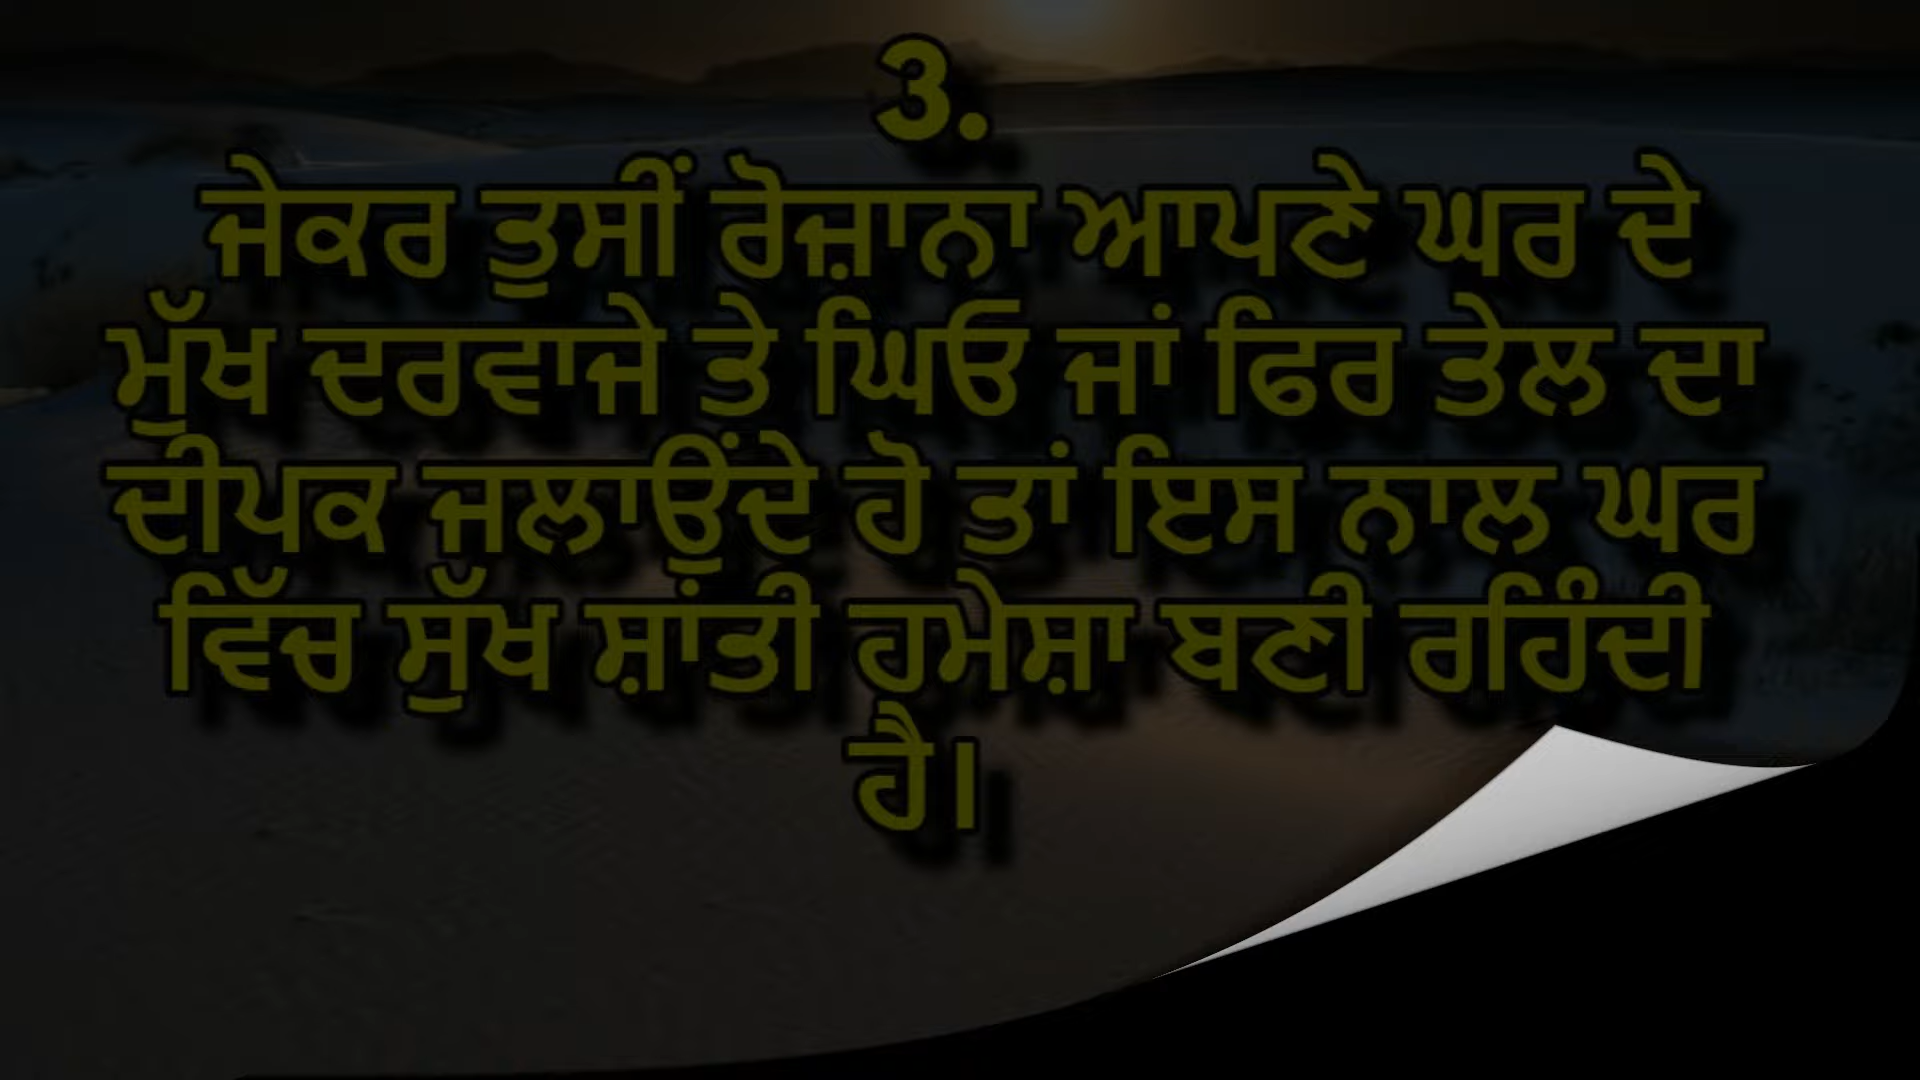 3.
ਜੇਕਰ ਤੁਸੀਂ ਰੋਜ਼ਾਨਾ ਆਪਣੇ ਘਰ ਦੇ
ਮੁੱਖ ਦਰਵਾਜੇ ਤੇ ਘਿਓ ਜਾਂ ਫਿਰ ਤੇਲ ਦਾ
ਦੀਪਕ ਜਲਾਉਂਦੇ ਹੋ ਤਾਂ ਇਸ ਨਾਲ ਘਰ
ਵਿੱਚ ਸੁੱਖ ਸ਼ਾਂਤੀ ਹਮੇਸ਼ਾ ਬਣੀ ਰਹਿੰਦੀ
ਹੈ।